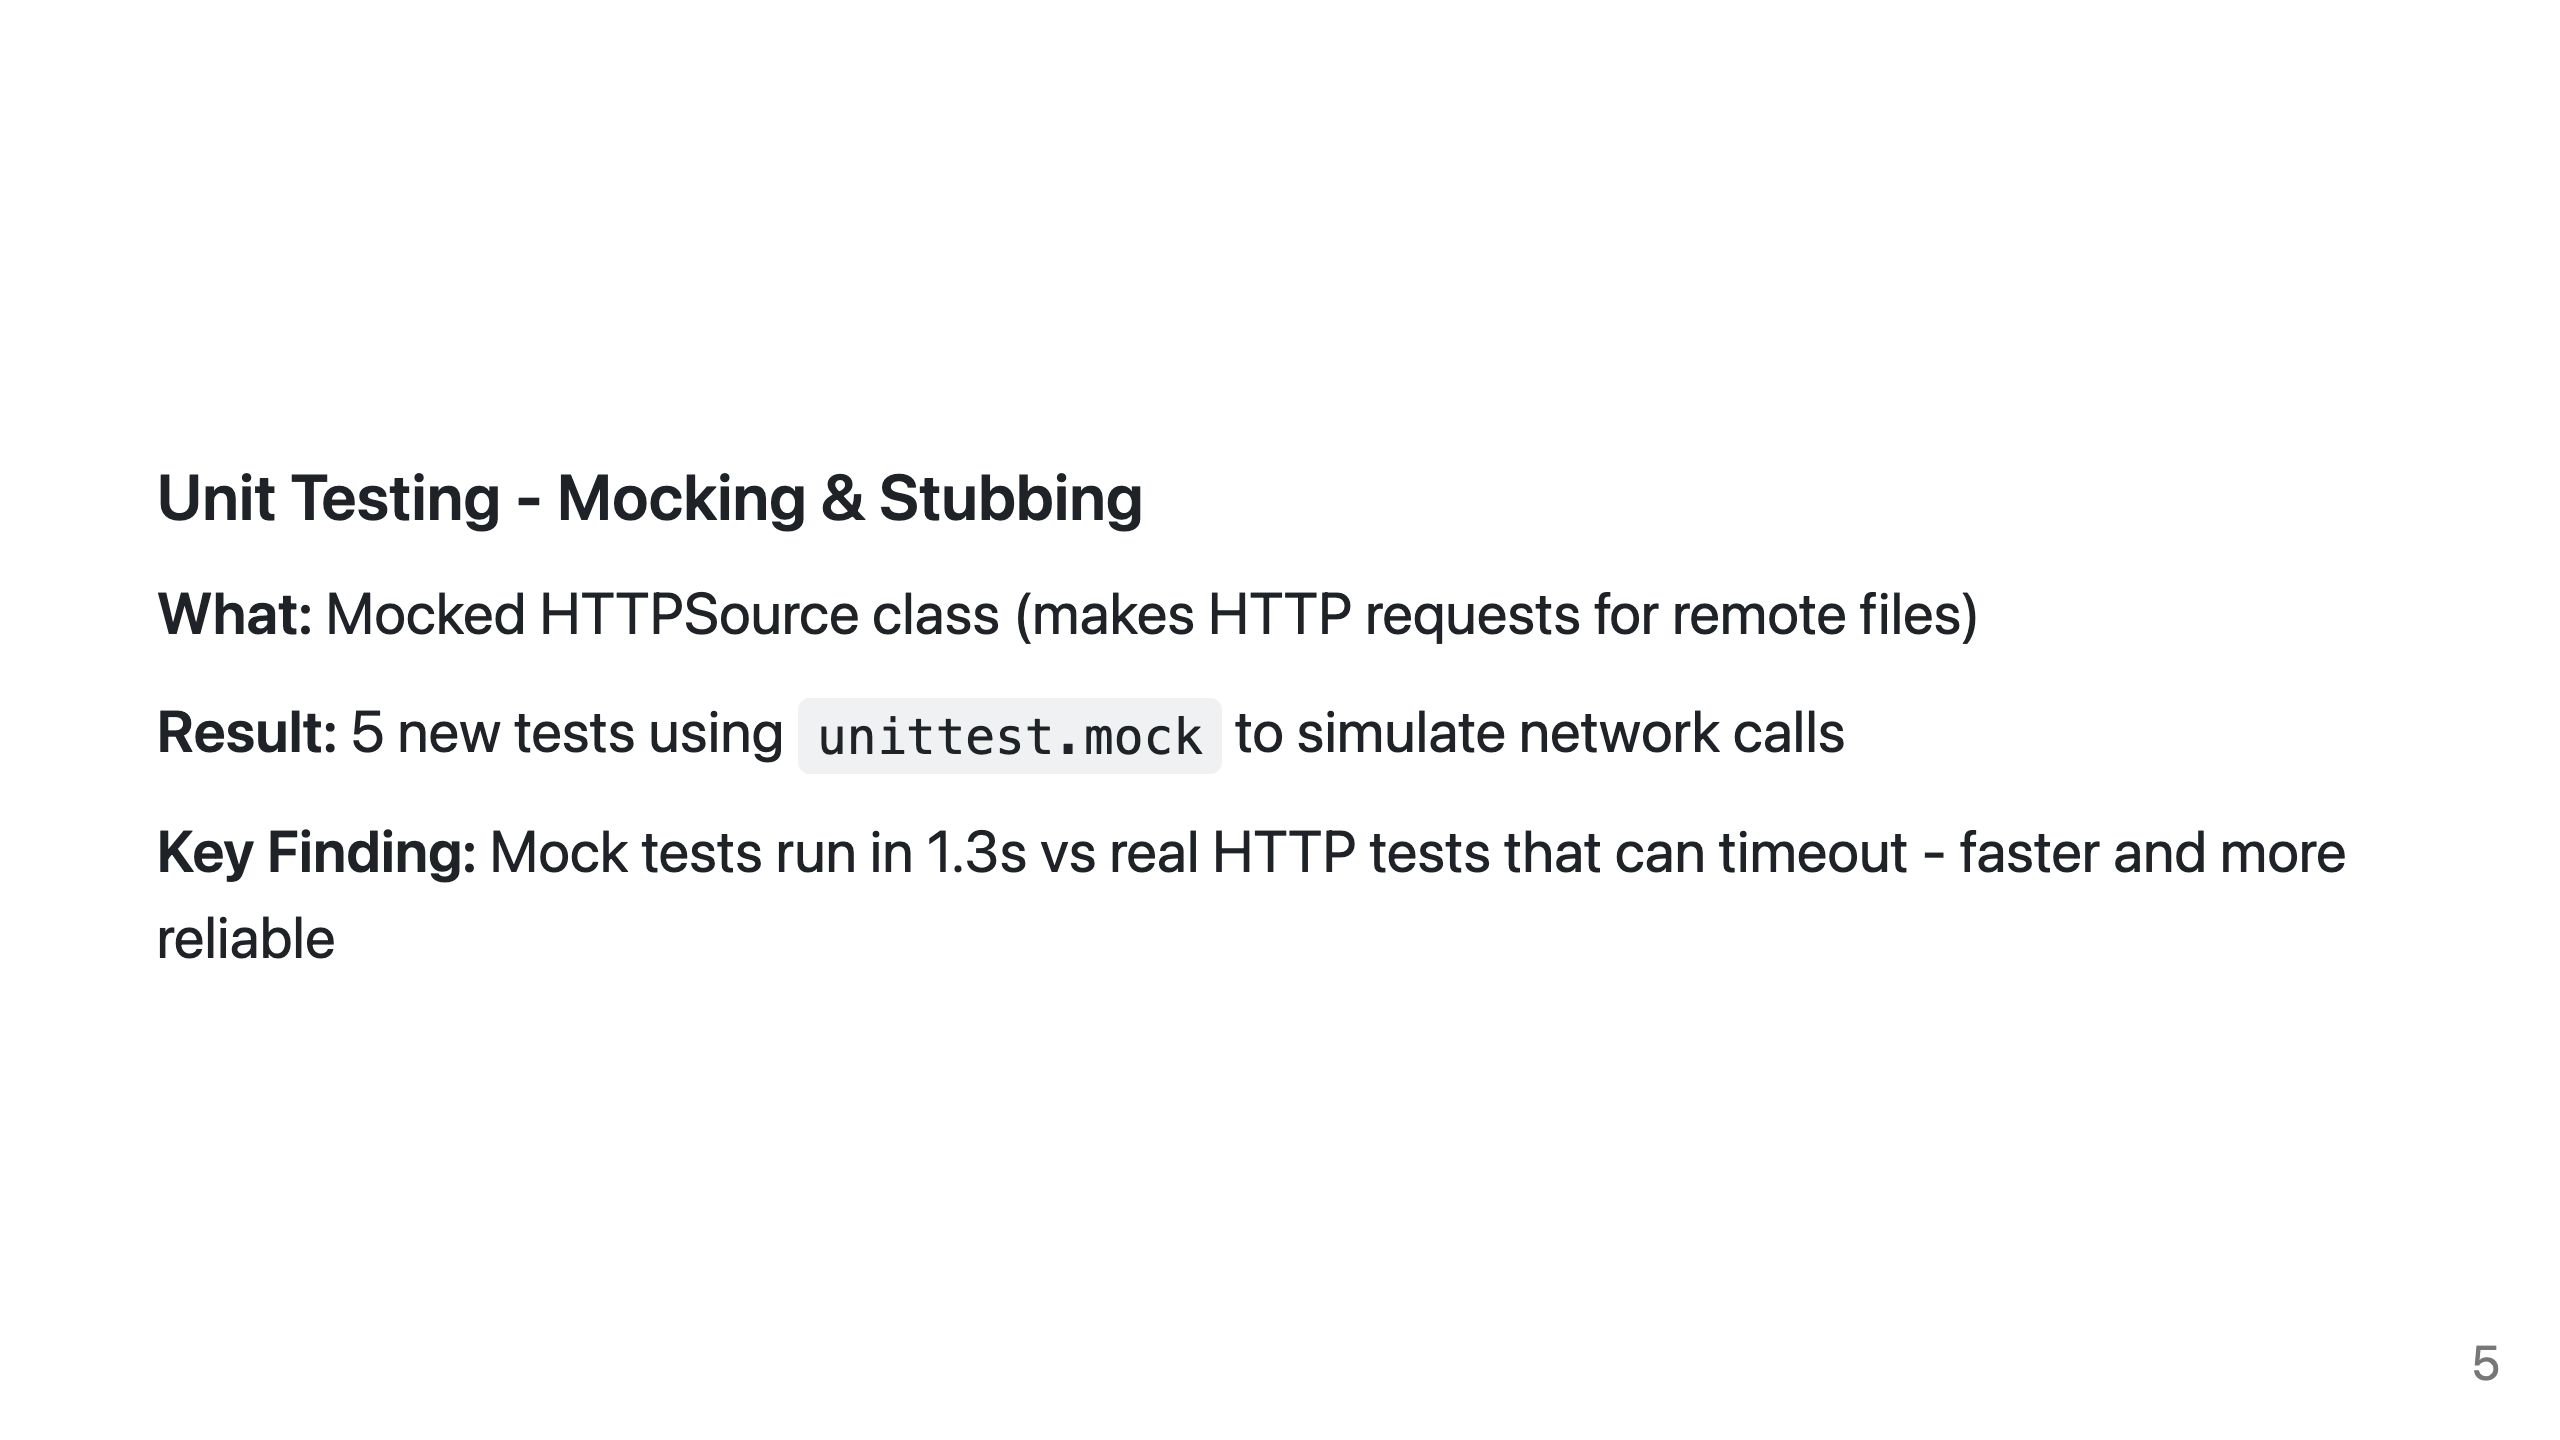 Unit Testing - Mocking & Stubbing
What: Mocked HTTPSource class (makes HTTP requests for remote files)
Result: 5 new tests using unittest.mock to simulate network calls
Key Finding: Mock tests run in 1.3s vs real HTTP tests that can timeout - faster and more
reliable
5